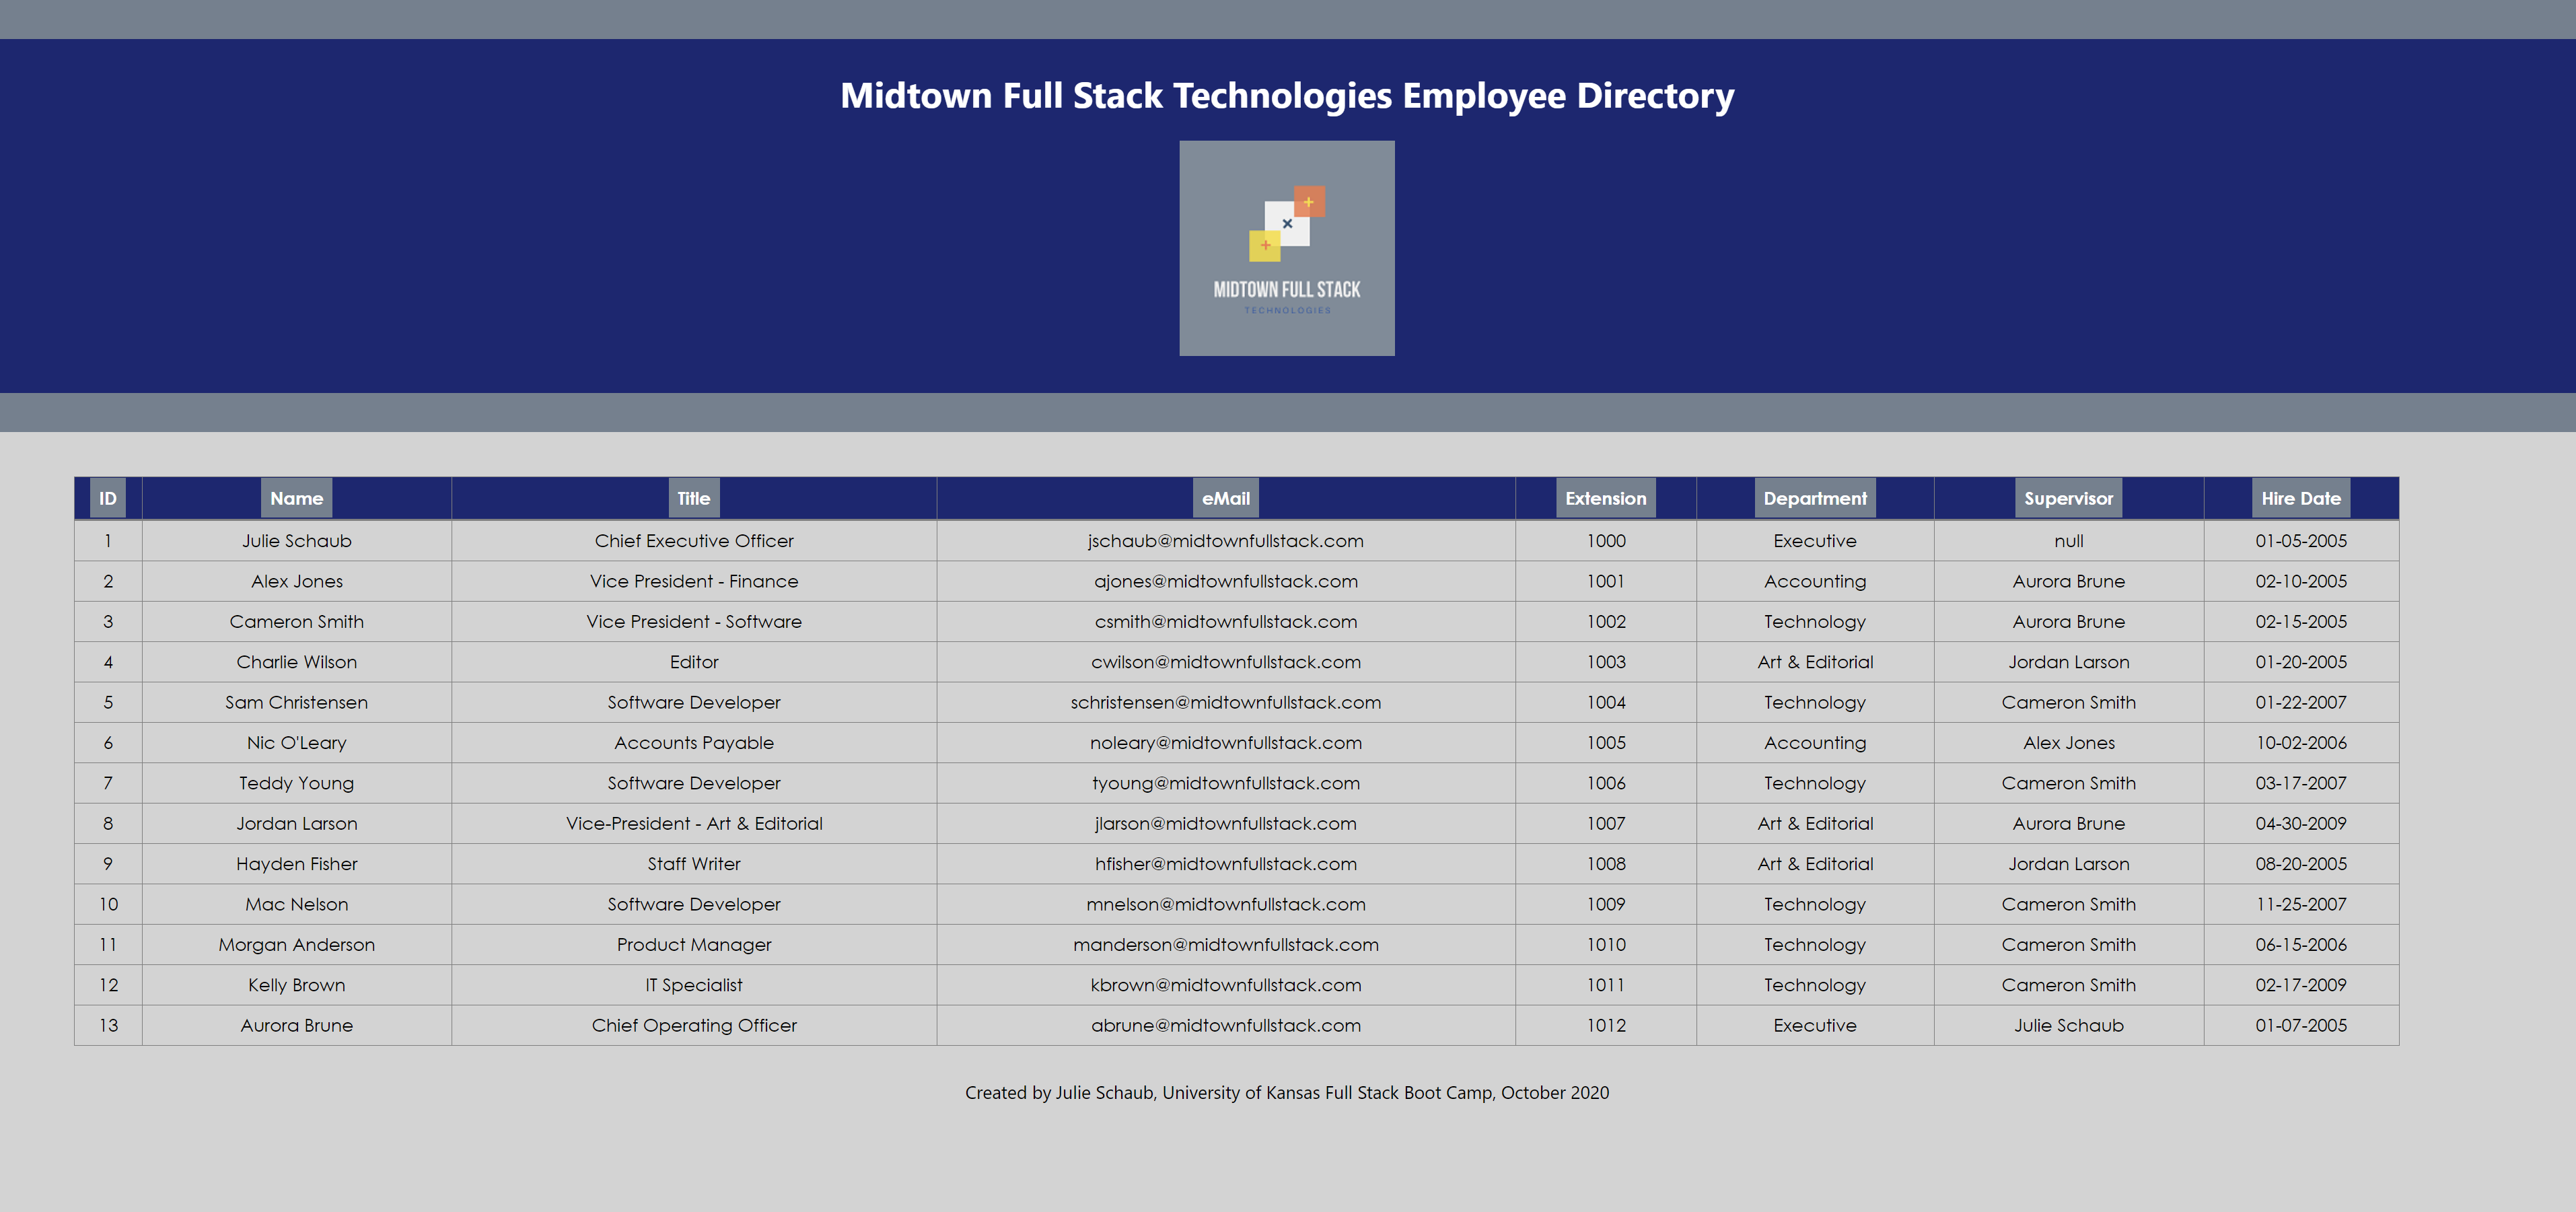 Midtown Full Stack Technologies Employee Directory
MIDTOWN FULL STACK
TECHNOLOGIES
ID Name Title eMail Extension Department Supervisor Hire Date
1 Julie Schaub Chief Executive Officer jschaub@midtownfullstack.com 1000 Executive null 01-05-2005
2 Alex Jones Vice President - Finance ajones@midtownfullstack.com 1001 Accounting Aurora Brune 02-10-2005
3 Cameron Smith Vice President - Software csmith@midtownfullstack.com 1002 Technology Aurora Brune 02-15-2005
4 Charlie Wilson Editor cwilson@midtownfullstack.com 1003 Art & Editorial Jordan Larson 01-20-2005
5 Sam Christensen Software Developer schristensen@midtownfullstack.com 1004 Technology Cameron Smith 01-22-2007
6 Nic O'Leary Accounts Payable noleary@midtownfullstack.com 1005 Accounting Alex Jones 10-02-2006
7 Teddy Young Software Developer tyoung@midtownfullstack.com 1006 Technology Cameron Smith 03-17-2007
8 Jordan Larson Vice-President - Art & Editorial jlarson@midtownfullstack.com 1007 Art & Editorial Aurora Brune 04-30-2009
9 Hayden Fisher Staff Writer hfisher@midtownfullstack.com 1008 Art & Editorial Jordan Larson 08-20-2005
10 Mac Nelson Software Developer mnelson@midtownfullstack.com 1009 Technology Cameron Smith 11-25-2007
11 Morgan Anderson Product Manager manderson@midtownfullstack.com 1010 Technology Cameron Smith 06-15-2006
12 Kelly Brown IT Specialist kbrown@midtownfullstack.com 1011 Technology Cameron Smith 02-17-2009
13 Aurora Brune Chief Operating Officer abrune@midtownfullstack.com 1012 Executive Julie Schaub 01-07-2005
Created by Julie Schaub, University of Kansas Full Stack Boot Camp, October 2020